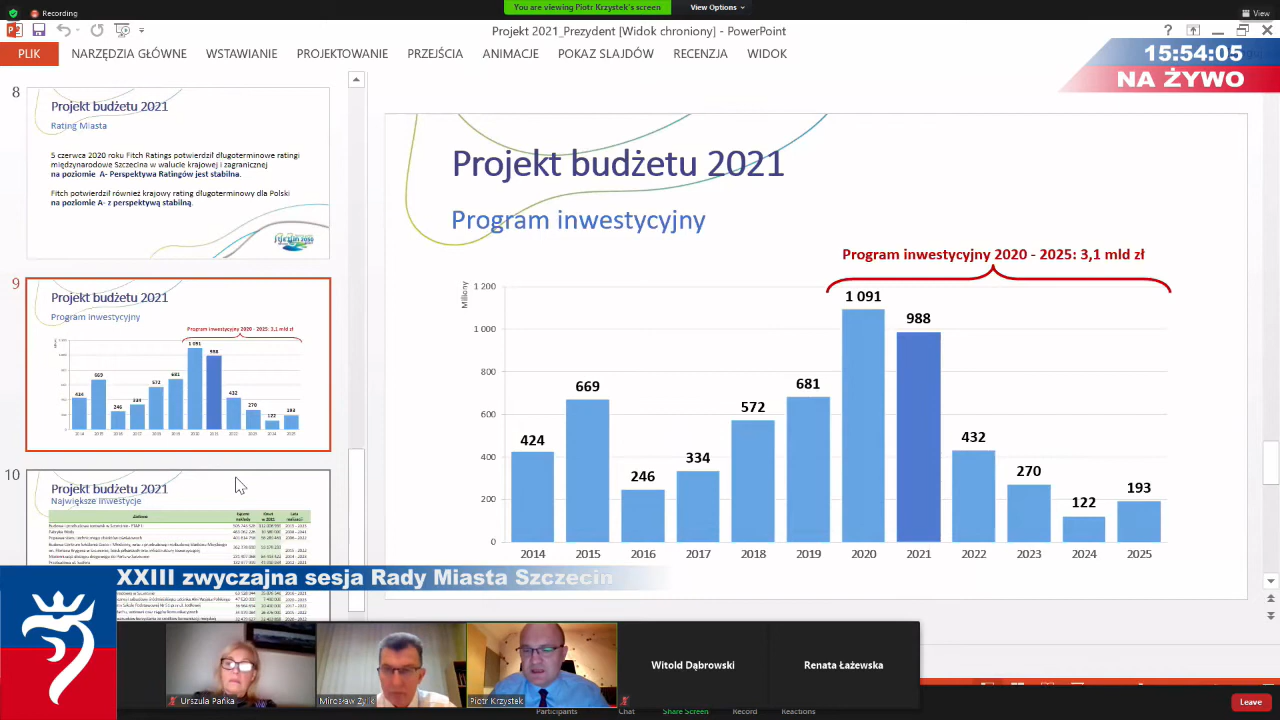 Recording
You are viewing Piotr Krzystek's screen
View Options
View
Projekt 2021_Prezydent [Widok chroniony] - PowerPoint
?
PLIK
NARZĘDZIA GŁÓWNE
WSTAWIANIE
PROJEKTOWANIE
PRZEJŚCIA
ANIMACJE
POKAZ SLAJDÓW
RECENZJA
WIDOK
15:54:05
NA ŻYWO
8
Projekt budżetu 2021
Rating Miasta
5 czerwca 2020 roku Fitch Ratings potwierdził długoterminowe ratingi
międzynarodowe Szczecina w walucie krajowej i zagranicznej
na poziomie A- Perspektywa Ratingów jest stabilna.
Fitch potwierdził również krajowy rating długoterminowy dla Polski
na poziomie A- z perspektywą stabilną.
9
Projekt budżetu 2021
Program inwestycyjny
Program inwestycyjny 2020 - 2025: 3,1 mld zł
10
Projekt budżetu 2021
Największe inwestycje
Projekt budżetu 2021
Program inwestycyjny
Program inwestycyjny 2020 - 2025: 3,1 mld zł
Miliony
1 200
1 000
800
600
400
200
0
424
669
246
334
572
681
1 091
988
432
270
122
193
2014 2015 2016 2017 2018 2019 2020 2021 2022 2023 2024 2025
XXIII zwyczajna sesja Rady Miasta Szczecin
Urszula Pańka
Mirosław Żylik
Piotr Krzystek
Witold Dąbrowski
Renata Łażewska
Participants
Chat
Share Screen
Record
Reactions
Leave